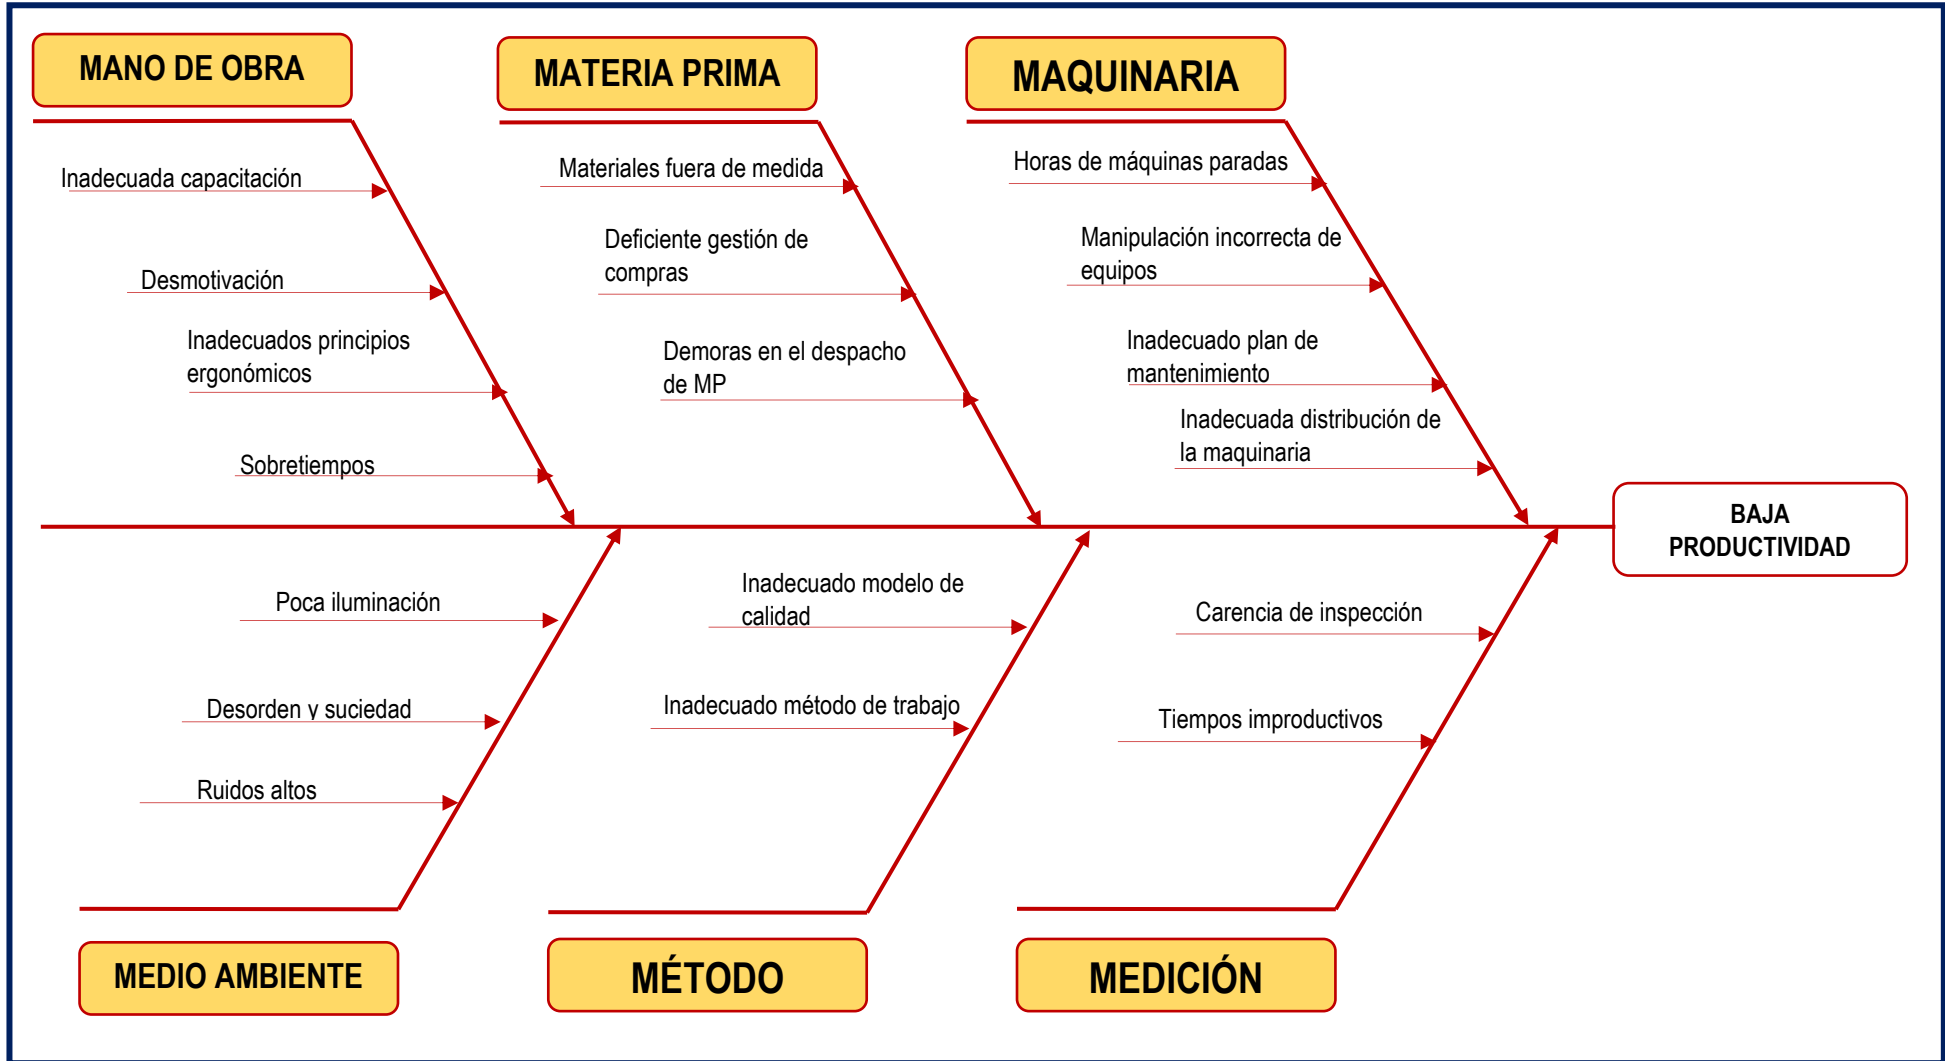 MANO DE OBRA
MATERIA PRIMA
MAQUINARIA
Inadecuada capacitación
Desmotivación
Inadecuados principios
ergonómicos
Sobretiempos
Materiales fuera de medida
Deficiente gestión de
compras
Demoras en el despacho
de MP
Horas de máquinas paradas
Manipulación incorrecta de
equipos
Inadecuado plan de
mantenimiento
Inadecuada distribución de
la maquinaria
BAJA
PRODUCTIVIDAD
Poca iluminación
Desorden y suciedad
Ruidos altos
Inadecuado modelo de
calidad
Inadecuado método de trabajo
Carencia de inspección
Tiempos improductivos
MEDIO AMBIENTE
MÉTODO
MEDICIÓN